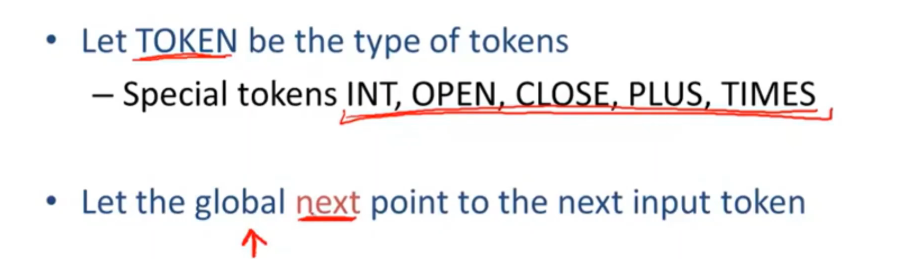 • Let TOKEN be the type of tokens
– Special tokens INT, OPEN, CLOSE, PLUS, TIMES
• Let the global next point to the next input token